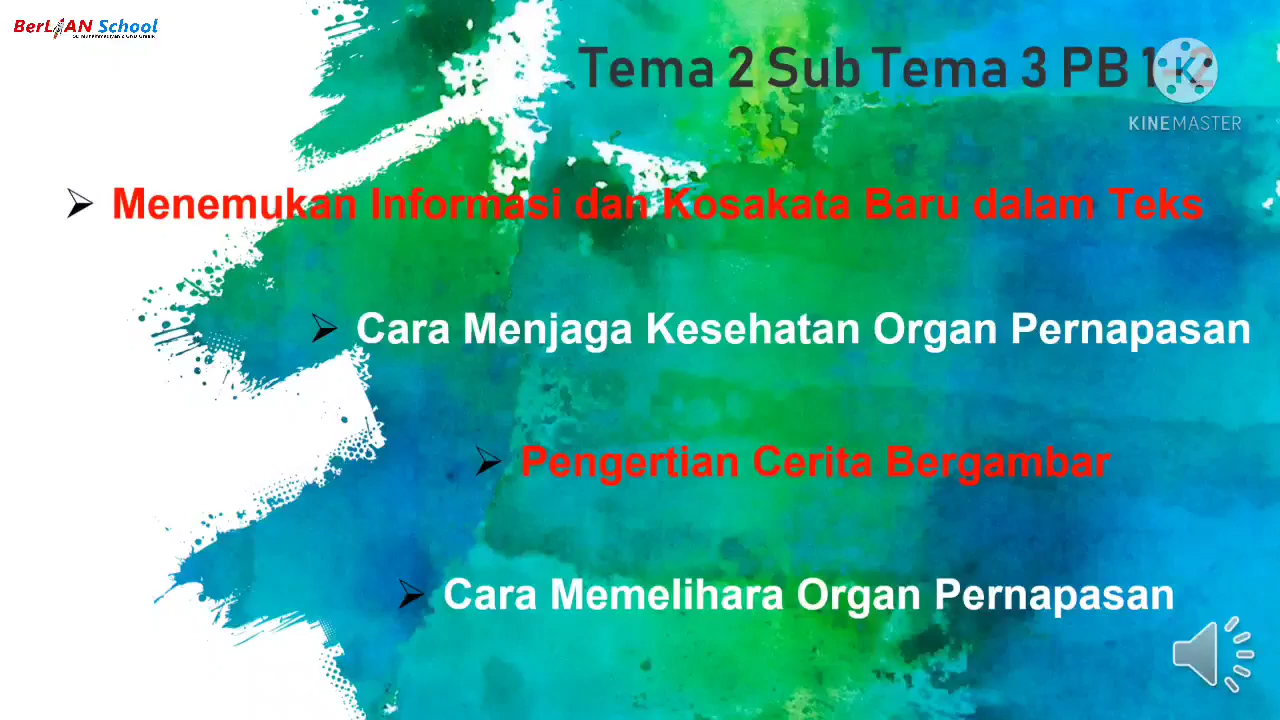 BerLIAN School
Tema 2 Sub Tema 3 PB 1 -2
K
KINEMASTER
Menemukan Informasi dan Kosakata Baru dalam Teks
Cara Menjaga Kesehatan Organ Pernapasan
Pengertian Cerita Bergambar
Cara Memelihara Organ Pernapasan